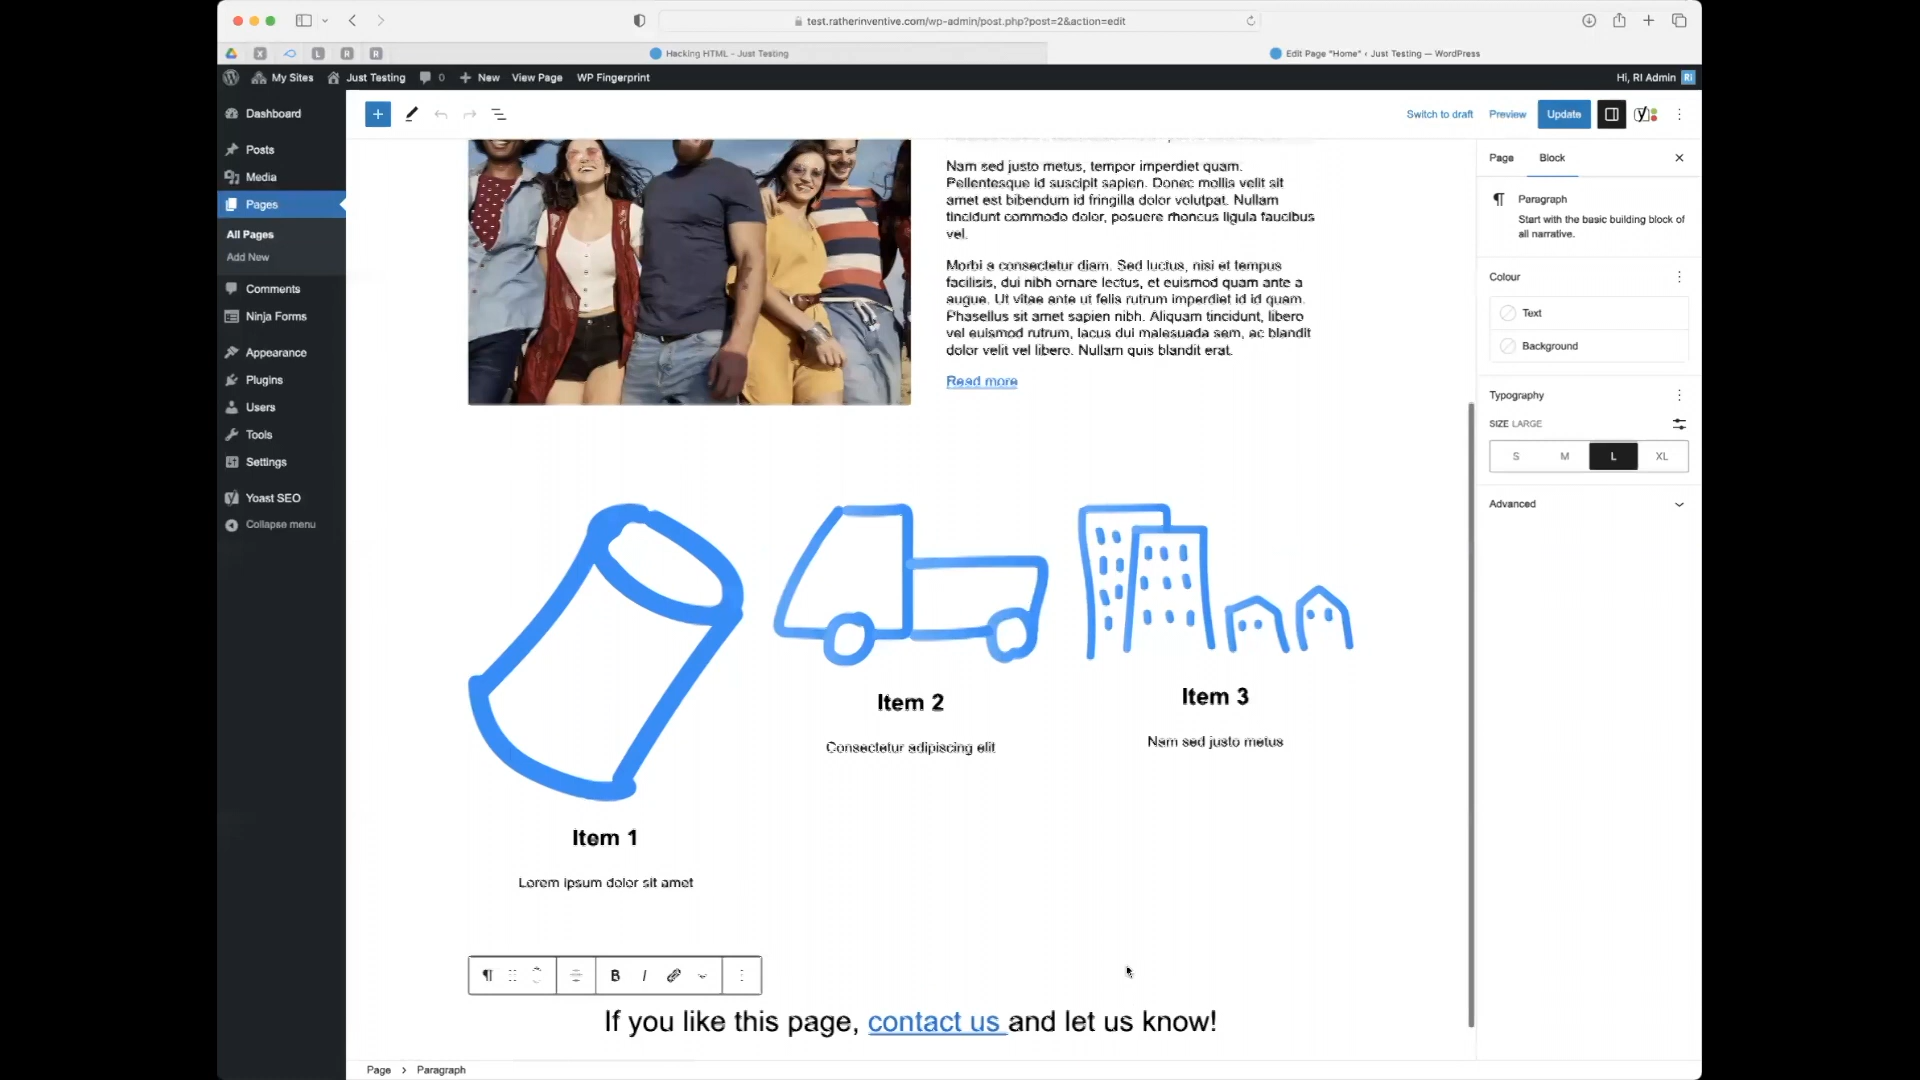 test.ratherinventive.com/wp-admin/post.php?post=2&action=edit
X L R R
Hacking HTML - Just Testing
Edit Page "Home" ‹ Just Testing — WordPress
My Sites Just Testing 0 New View Page WP Fingerprint
Hi, RI Admin RI
Dashboard
Posts
Media
Pages
All Pages
Add New
Comments
Ninja Forms
Appearance
Plugins
Users
Tools
Settings
Yoast SEO
Collapse menu
Switch to draft Preview Update
Nam sed justo metus, tempor imperdiet quam.
Pellentesque id suscipit sapien. Donec mollis velit sit
amet est bibendum id fringilla dolor volutpat. Nullam
tincidunt commodo dolor, posuere rhoncus ligula faucibus
vel.
Morbi a consectetur diam. Sed luctus, nisi et tempus
facilisis, dui nibh ornare lectus, et euismod quam ante a
augue. Ut vitae ante ut felis rutrum imperdiet id id quam.
Phasellus sit amet sapien nibh. Aliquam tincidunt, libero
vel euismod rutrum, lacus dui malesuada sem, ac blandit
dolor velit vel libero. Nullam quis blandit erat.
Read more
Item 1
Lorem ipsum dolor sit amet
Item 2
Consectetur adipiscing elit
Item 3
Nam sed justo metus
B I
If you like this page, contact us and let us know!
Page › Paragraph
Page Block
Paragraph
Start with the basic building block of
all narrative.
Colour
Text
Background
Typography
SIZE LARGE
S M L XL
Advanced